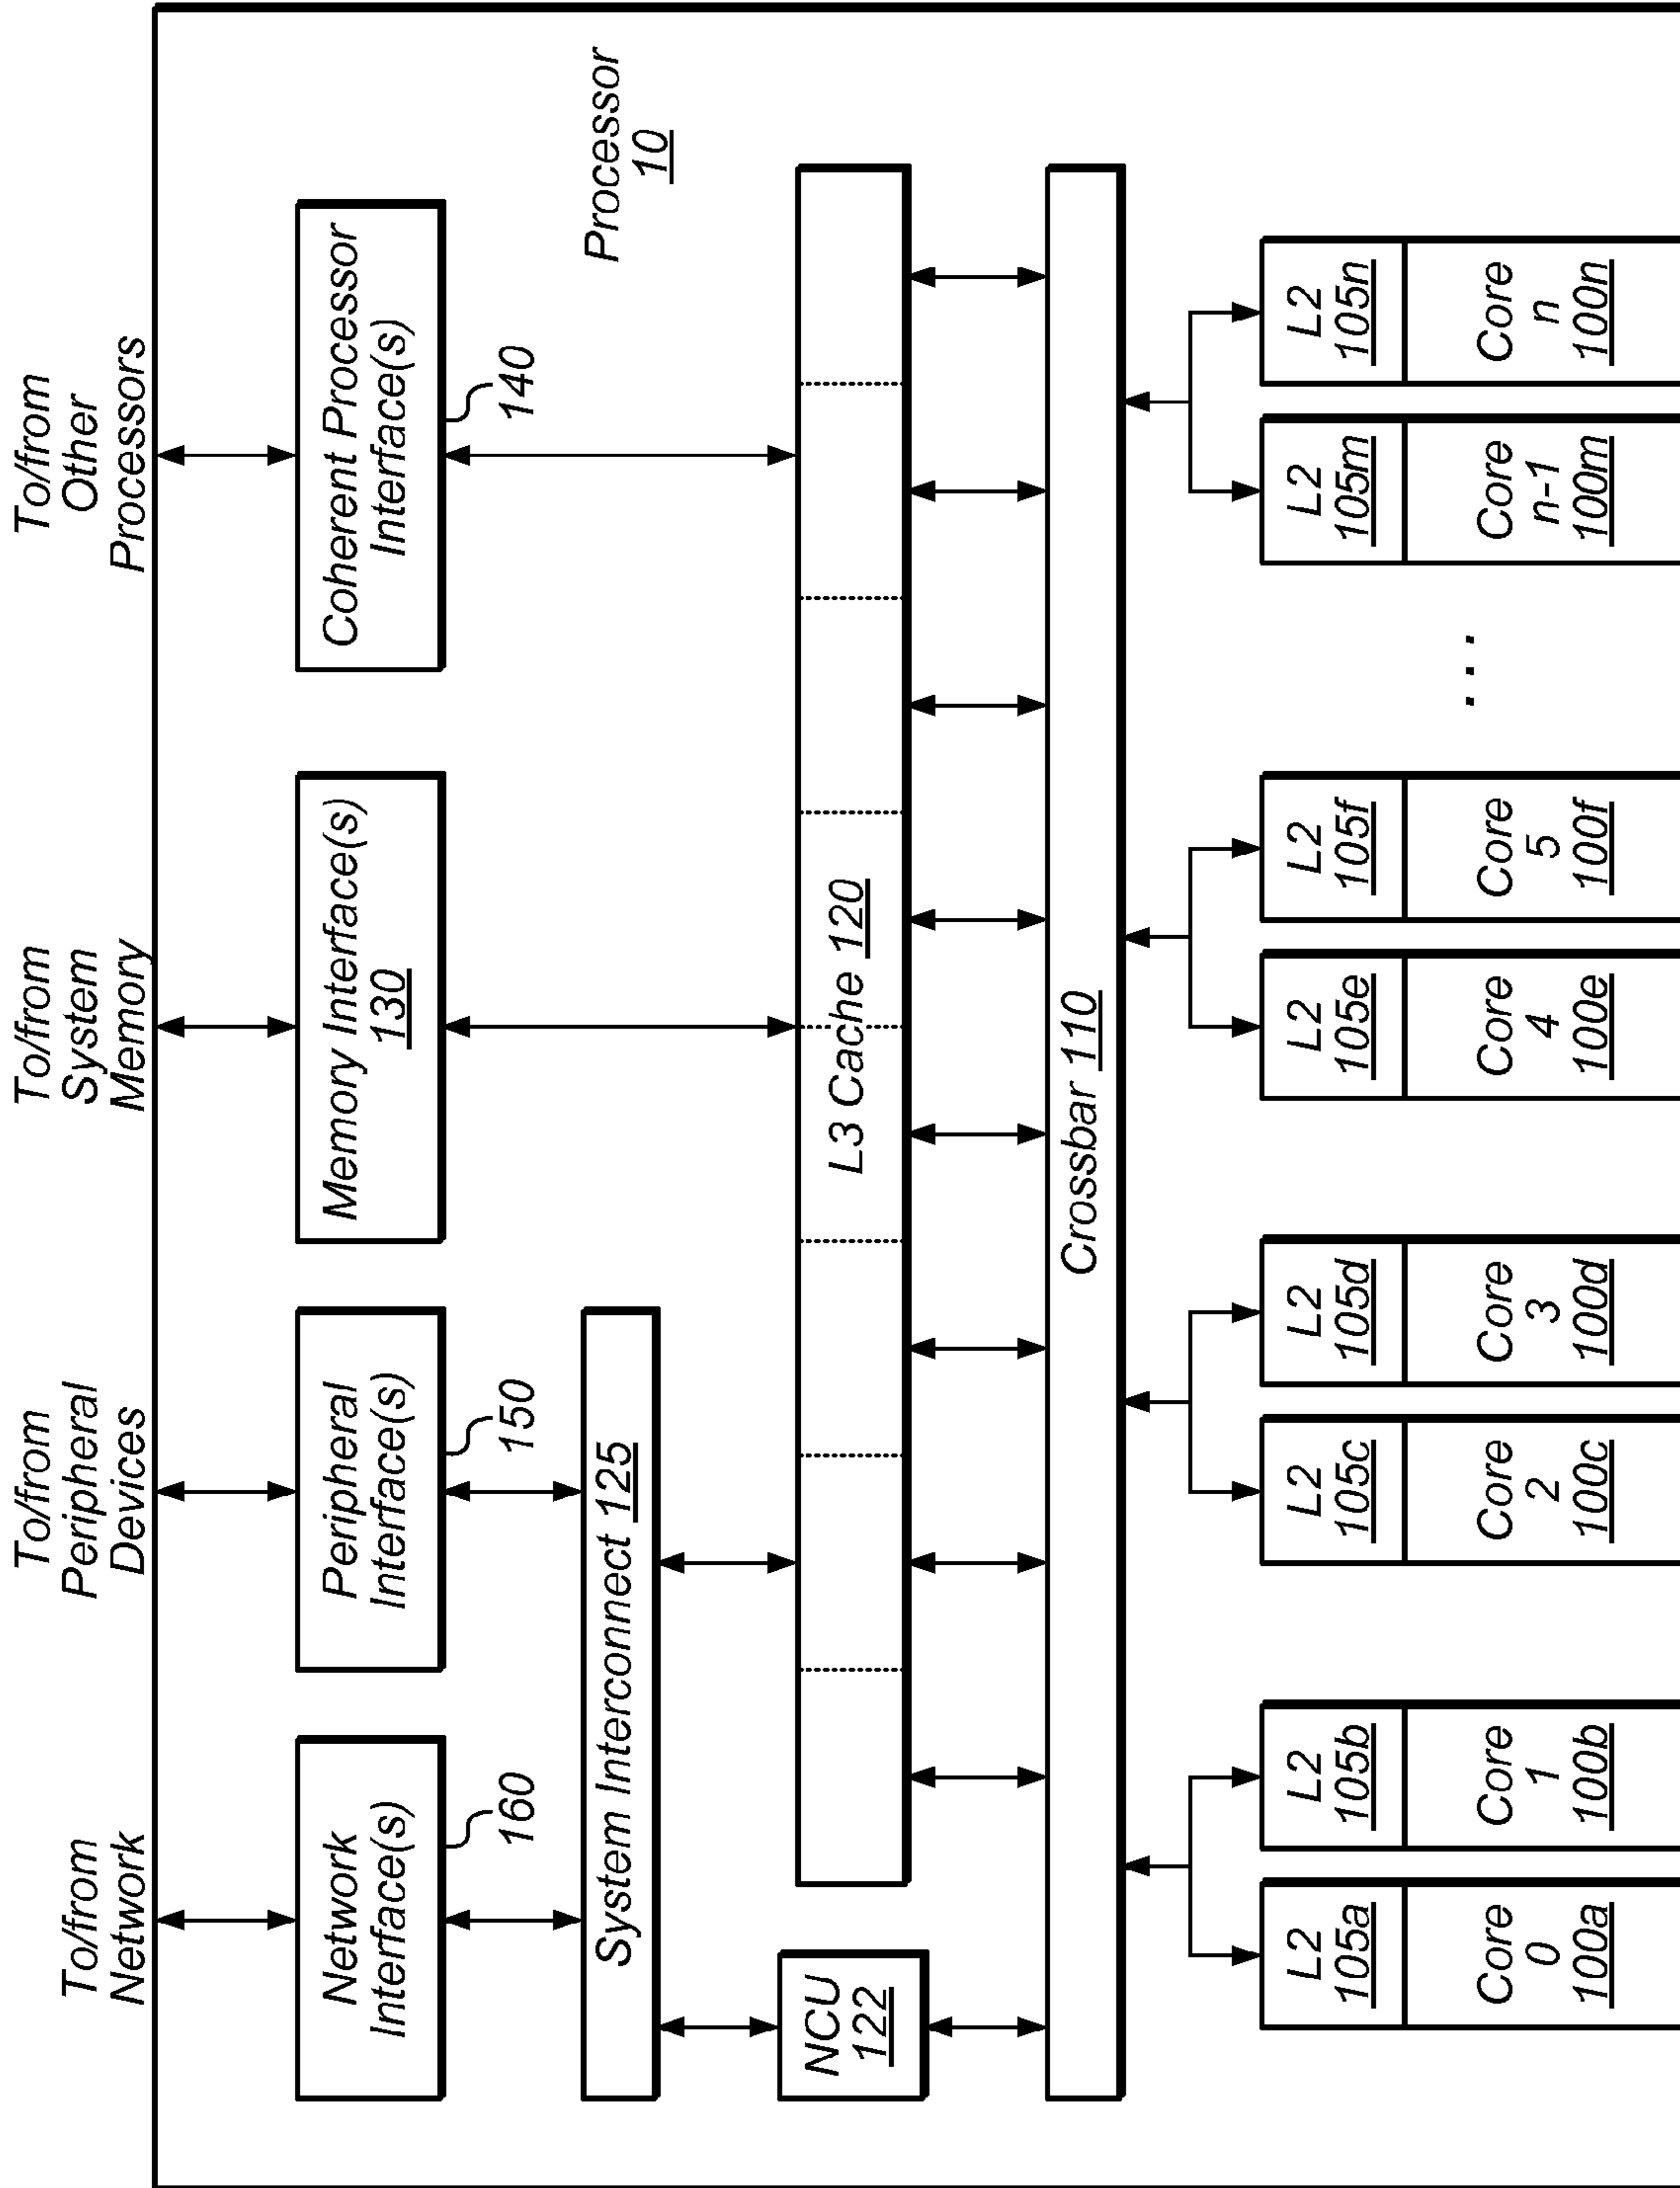 To/from
Network
To/from
Peripheral
Devices
To/from
System
Memory
To/from
Other
Processors
Network
Interface(s)
160
Peripheral
Interface(s)
150
Memory Interface(s)
130
Coherent Processor
Interface(s)
140
System Interconnect 125
Processor
10
NCU
122
L3 Cache 120
Crossbar 110
L2
105a
L2
105b
L2
105c
L2
105d
L2
105e
L2
105f
L2
105m
L2
105n
Core
0
100a
Core
1
100b
Core
2
100c
Core
3
100d
Core
4
100e
Core
5
100f
...
Core
n-1
100m
Core
n
100n